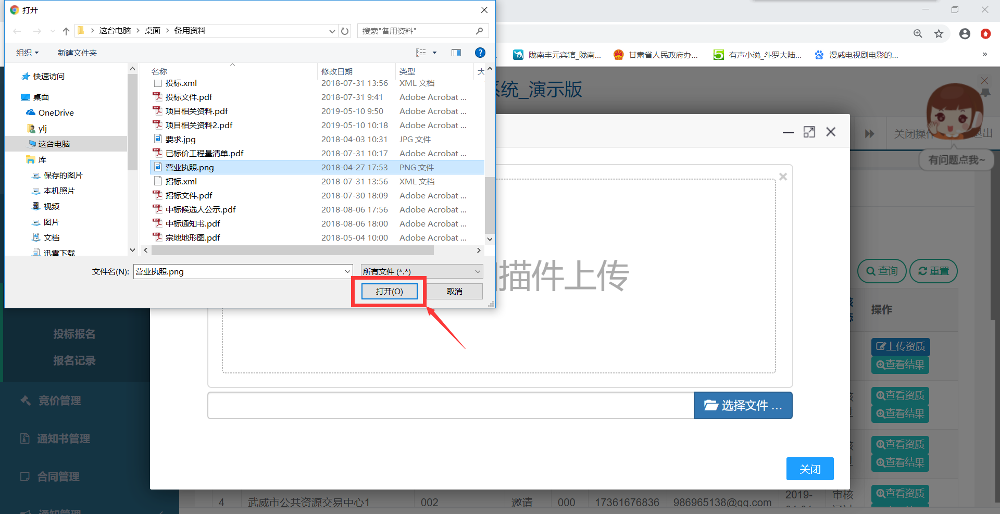 打开
这台电脑 桌面 备用资料
搜索"备用资料"
组织 新建文件夹
陇南丰元宾馆_陇南... 甘肃省人民政府办... 有声小说_斗罗大陆... 漫威电视剧电影的...
快速访问
桌面
OneDrive
ylj
这台电脑
库
保存的图片
本机照片
视频
图片
文档
迅雷下载
名称 修改日期 类型 大
投标.xml 2018-07-31 13:56 XML 文档
投标文件.pdf 2018-07-31 9:41 Adobe Acrobat ...
项目相关资料.pdf 2019-05-10 9:50 Adobe Acrobat ...
项目相关资料2.pdf 2019-05-10 10:18 Adobe Acrobat ...
要求.jpg 2018-04-03 10:31 JPG 文件
已标价工程量清单.pdf 2018-07-31 10:17 Adobe Acrobat ...
营业执照.png 2018-04-27 17:53 PNG 文件
招标.xml 2018-07-31 13:56 XML 文档
招标文件.pdf 2018-07-30 18:09 Adobe Acrobat ...
中标候选人公示.pdf 2018-08-06 17:56 Adobe Acrobat ...
中标通知书.pdf 2018-08-06 18:00 Adobe Acrobat ...
宗地地形图.pdf 2018-05-04 10:00 Adobe Acrobat ...
文件名(N): 营业执照.png 所有文件 (*.*)
打开(O) 取消
统_演示版
关闭操作 退出
有问题点我~
描件上传
选择文件 ...
关闭
查询 重置
操作
上传资质
查看结果
查看资质
查看结果
查看资质
查看结果
查看资质
投标报名
报名记录
竞价管理
通知书管理
合同管理
通知管理
4 武威市公共资源交易中心1 002 邀请 000 17361676836 986965138@qq.com 2019- 审核